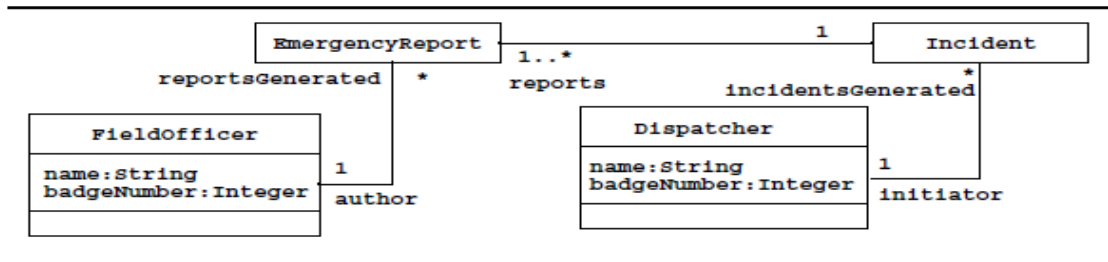 1
EmergencyReport
Incident
1..*
reportsGenerated
*
reports
*
incidentsGenerated
FieldOfficer
Dispatcher
name:String
badgeNumber:Integer
1
author
name:String
badgeNumber:Integer
1
initiator